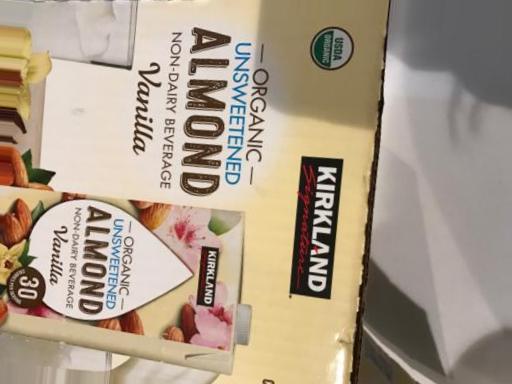 USDA
ORGANIC
KIRKLAND
Signature
— ORGANIC —
UNSWEETENED
ALMOND
NON-DAIRY BEVERAGE
Vanilla
KIRKLAND
— ORGANIC —
UNSWEETENED
ALMOND
NON-DAIRY BEVERAGE
Vanilla
30